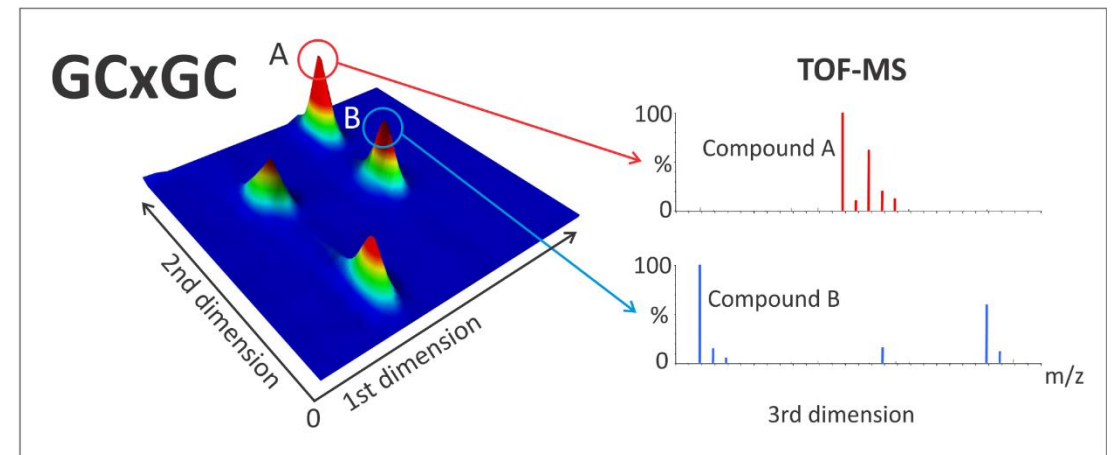 GCxGC
A
B
2nd dimension
1st dimension
0
TOF-MS
100
%
0
Compound A
100
%
0
Compound B
m/z
3rd dimension